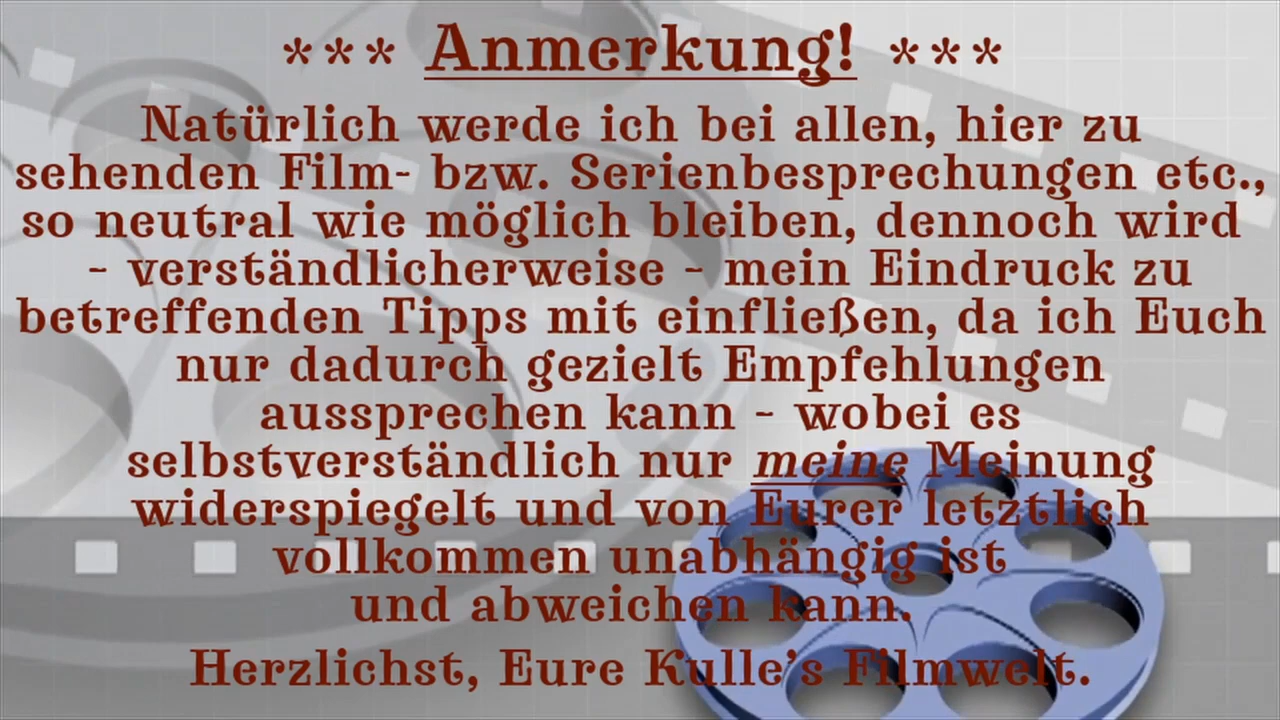 *** Anmerkung! ***
Natürlich werde ich bei allen, hier zu
sehenden Film- bzw. Serienbesprechungen etc.,
so neutral wie möglich bleiben, dennoch wird
- verständlicherweise - mein Eindruck zu
betreffenden Tipps mit einfließen, da ich Euch
nur dadurch gezielt Empfehlungen
aussprechen kann - wobei es
selbstverständlich nur meine Meinung
widerspiegelt und von Eurer letztlich
vollkommen unabhängig ist
und abweichen kann.
Herzlichst, Eure Kulle's Filmwelt.